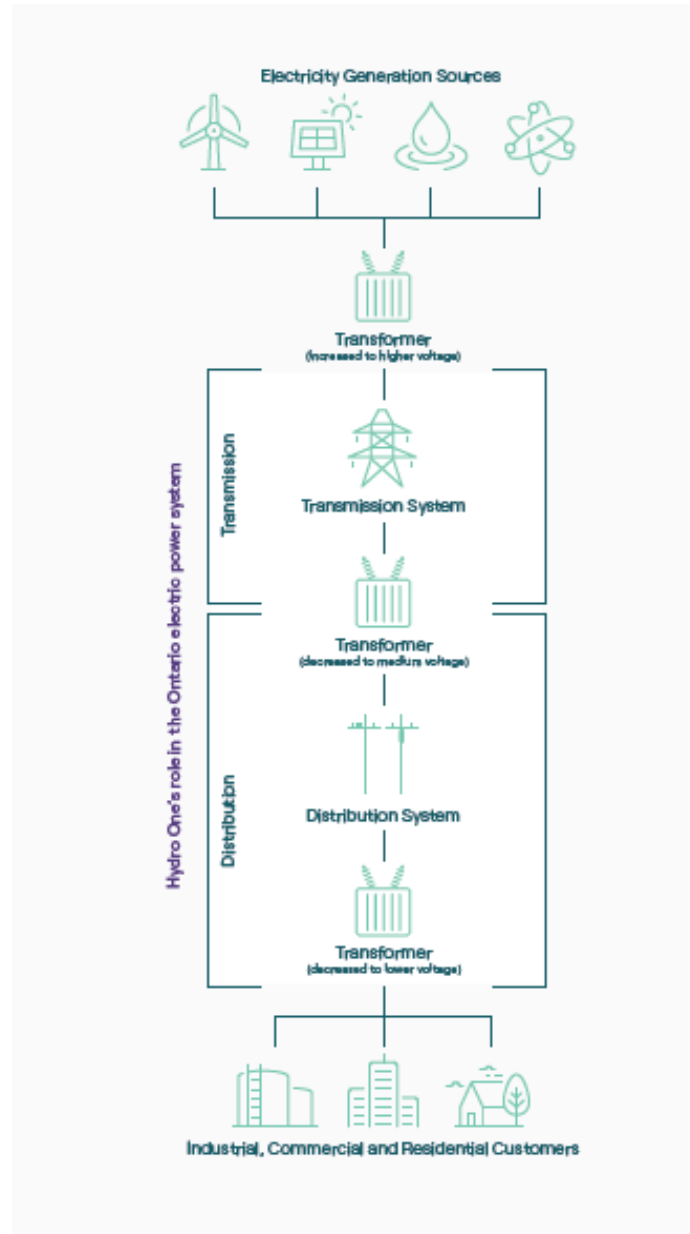 Electricity Generation Sources
Transformer
(increased to higher voltage)
Transmission
Transmission System
Hydro One's role in the Ontario electric power system
Transformer
(decreased to medium voltage)
Distribution
Distribution System
Transformer
(decreased to lower voltage)
Industrial, Commercial and Residential Customers